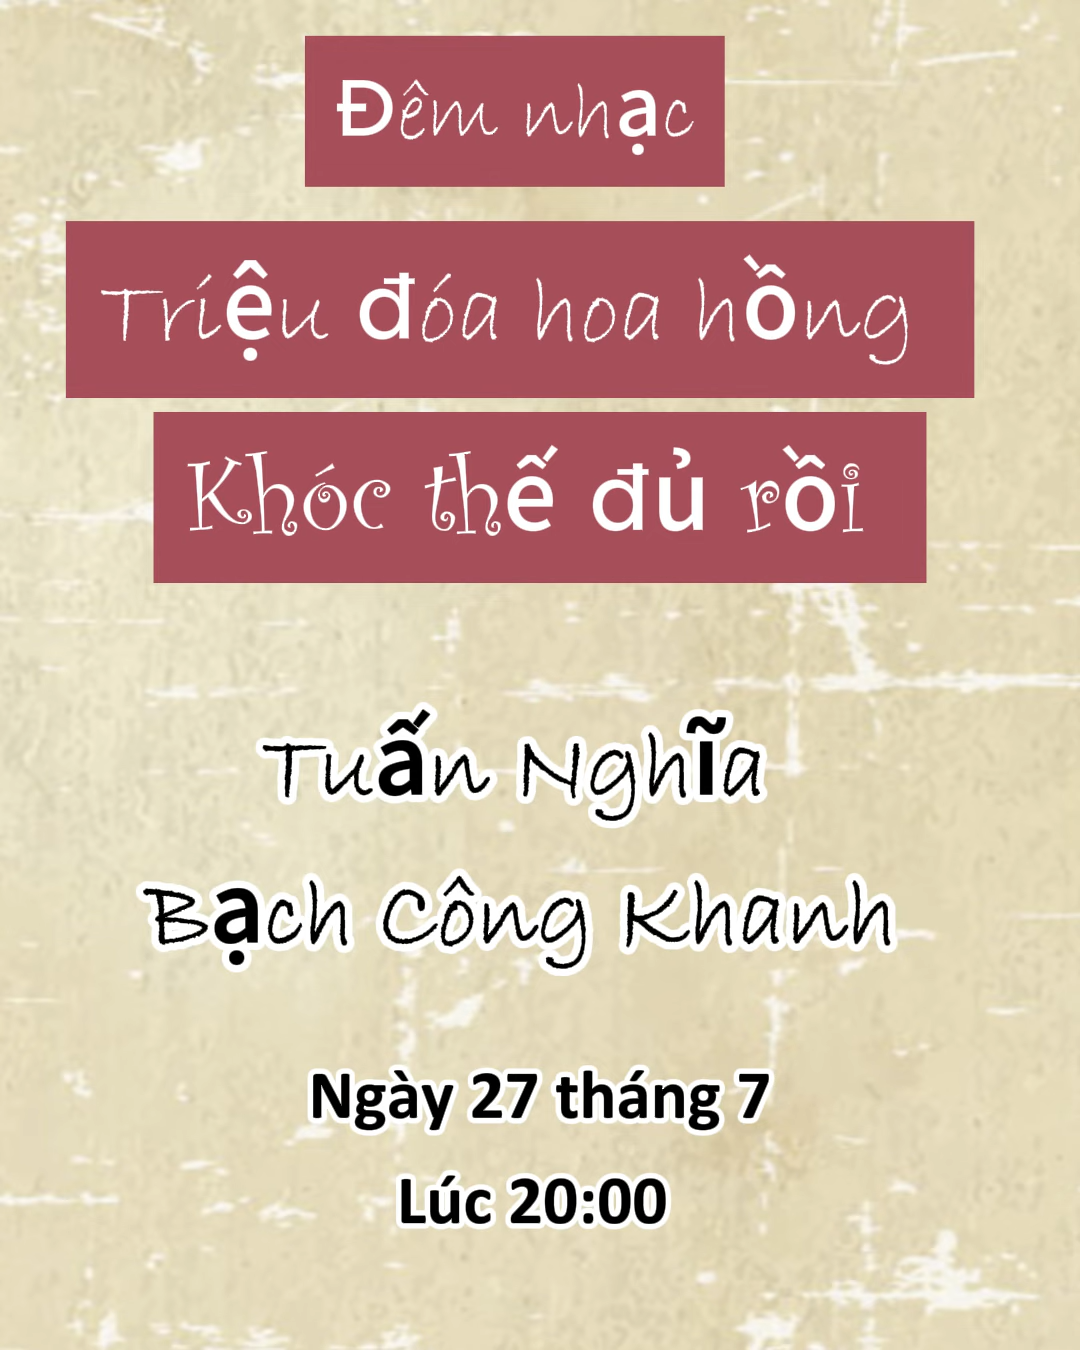 Đêm nhạc
Triệu đóa hoa hồng
Khóc thế đủ rồi
Tuấn Nghĩa
Bạch Công Khanh
Ngày 27 tháng 7
Lúc 20:00